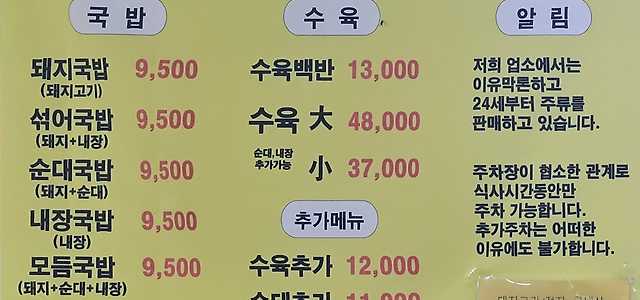 국밥
돼지국밥 9,500
(돼지고기)
섞어국밥 9,500
(돼지+내장)
순대국밥 9,500
(돼지+순대)
내장국밥 9,500
(내장)
모듬국밥 9,500
(돼지+순대+내장)
수육
수육백반 13,000
수육 大 48,000
순대,내장
추가가능
小 37,000
추가메뉴
수육추가 12,000
순대추가 11,000
알림
저희 업소에서는
이유막론하고
24세부터 주류를
판매하고 있습니다.
주차장이 협소한 관계로
식사시간동안만
주차 가능합니다.
추가주차는 어떠한
이유에도 불가합니다.